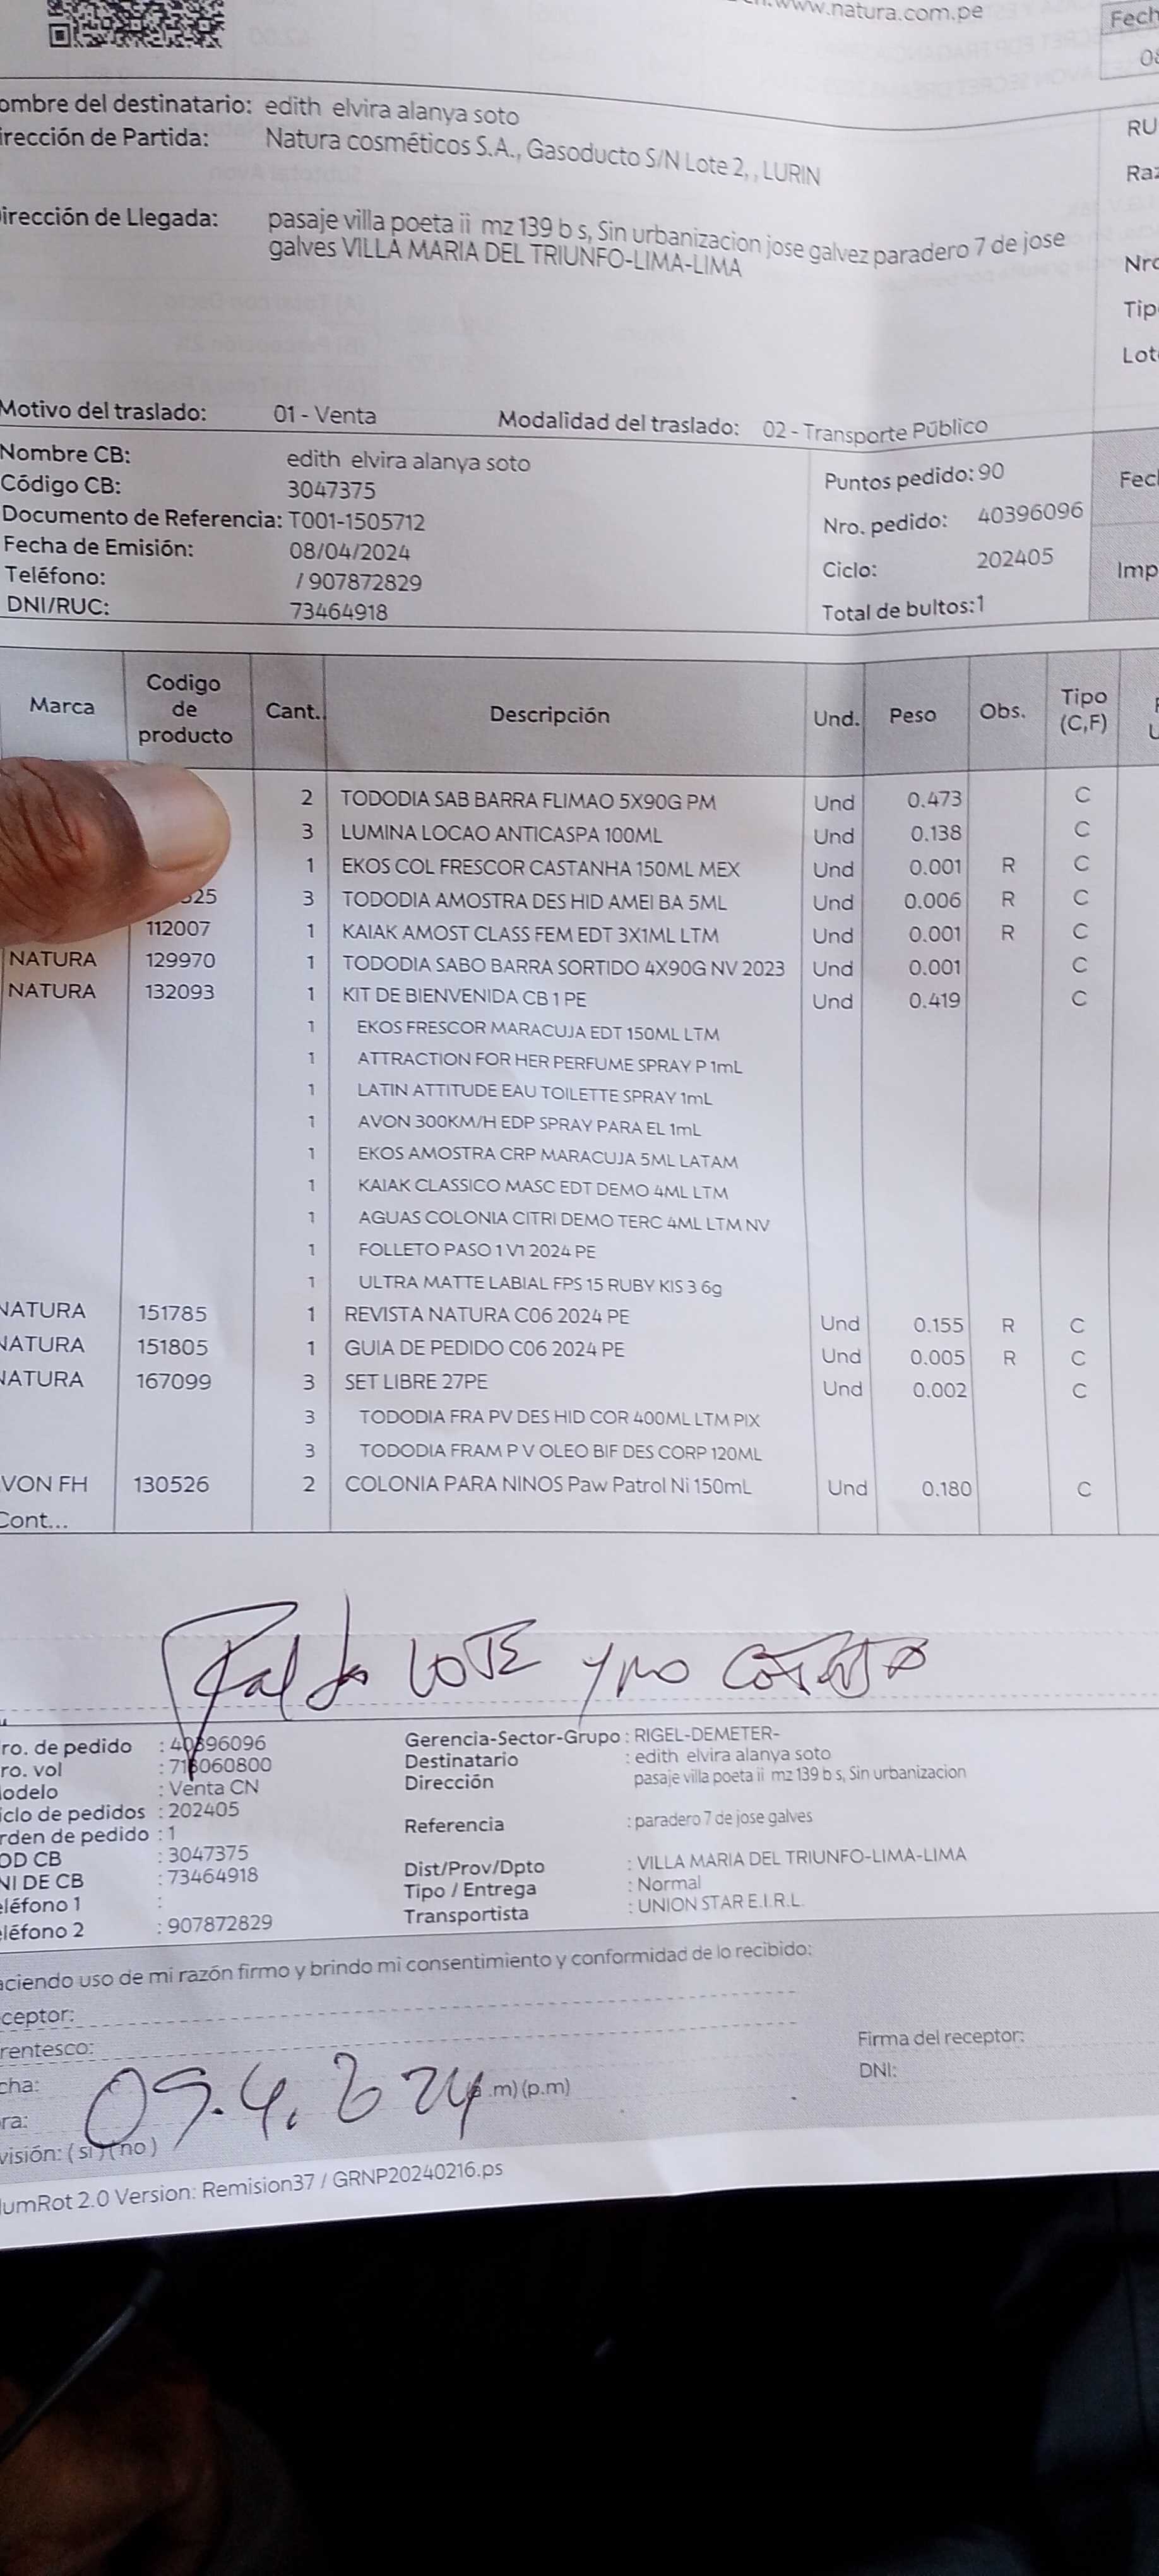 www.natura.com.pe
Fech
08
ombre del destinatario: edith elvira alanya soto
irección de Partida: Natura cosméticos S.A., Gasoducto S/N Lote 2, , LURIN
RU
Raz
irección de Llegada: pasaje villa poeta ii mz 139 b s, Sin urbanizacion jose galvez paradero 7 de jose
galves VILLA MARIA DEL TRIUNFO-LIMA-LIMA
Nro
Tip
Lot
Motivo del traslado: 01 - Venta Modalidad del traslado: 02 - Transporte Público
Nombre CB: edith elvira alanya soto Puntos pedido: 90 Fec
Código CB: 3047375
Documento de Referencia: T001-1505712 Nro. pedido: 40396096
Fecha de Emisión: 08/04/2024 Ciclo: 202405 Imp
Teléfono: / 907872829
DNI/RUC: 73464918 Total de bultos:1
Marca Codigo de producto Cant. Descripción Und. Peso Obs. Tipo (C,F)
2 TODODIA SAB BARRA FLIMAO 5X90G PM Und 0.473 C
3 LUMINA LOCAO ANTICASPA 100ML Und 0.138 C
1 EKOS COL FRESCOR CASTANHA 150ML MEX Und 0.001 R C
25 3 TODODIA AMOSTRA DES HID AMEI BA 5ML Und 0.006 R C
112007 1 KAIAK AMOST CLASS FEM EDT 3X1ML LTM Und 0.001 R C
NATURA 129970 1 TODODIA SABO BARRA SORTIDO 4X90G NV 2023 Und 0.001 C
NATURA 132093 1 KIT DE BIENVENIDA CB 1 PE Und 0.419 C
1 EKOS FRESCOR MARACUJA EDT 150ML LTM
1 ATTRACTION FOR HER PERFUME SPRAY P 1mL
1 LATIN ATTITUDE EAU TOILETTE SPRAY 1mL
1 AVON 300KM/H EDP SPRAY PARA EL 1mL
1 EKOS AMOSTRA CRP MARACUJA 5ML LATAM
1 KAIAK CLASSICO MASC EDT DEMO 4ML LTM
1 AGUAS COLONIA CITRI DEMO TERC 4ML LTM NV
1 FOLLETO PASO 1 V1 2024 PE
1 ULTRA MATTE LABIAL FPS 15 RUBY KIS 3 6g
NATURA 151785 1 REVISTA NATURA C06 2024 PE Und 0.155 R C
NATURA 151805 1 GUIA DE PEDIDO C06 2024 PE Und 0.005 R C
NATURA 167099 3 SET LIBRE 27PE Und 0.002 C
3 TODODIA FRA PV DES HID COR 400ML LTM PIX
3 TODODIA FRAM P V OLEO BIF DES CORP 120ML
VON FH 130526 2 COLONIA PARA NINOS Paw Patrol Ni 150mL Und 0.180 C
Cont...
Falta LOTE y no CONTESTA
ro. de pedido : 40396096 Gerencia-Sector-Grupo : RIGEL-DEMETER-
ro. vol : 716060800 Destinatario : edith elvira alanya soto
odelo : Venta CN Dirección pasaje villa poeta ii mz 139 b s, Sin urbanizacion
iclo de pedidos : 202405
rden de pedido : 1 Referencia : paradero 7 de jose galves
OD CB : 3047375
NI DE CB : 73464918 Dist/Prov/Dpto : VILLA MARIA DEL TRIUNFO-LIMA-LIMA
eléfono 1 : Tipo / Entrega : Normal
eléfono 2 : 907872829 Transportista : UNION STAR E.I.R.L.
aciendo uso de mi razón firmo y brindo mi consentimiento y conformidad de lo recibido:
ceptor:
rentesco: Firma del receptor:
cha: 09.4.2024 .m) (p.m) DNI:
ra:
visión: ( si ) ( no )
umRot 2.0 Version: Remision37 / GRNP20240216.ps